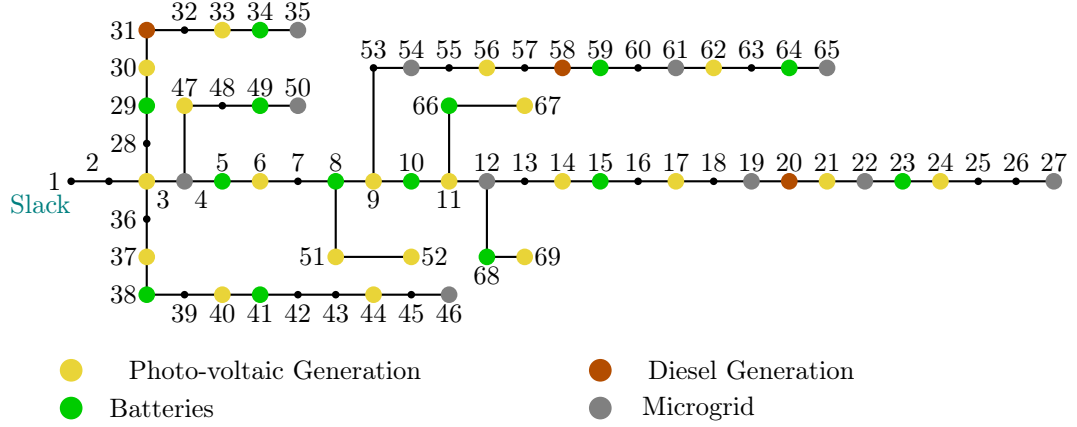 31 32 33 34 35
30
53 54 55 56 57 58 59 60 61 62 63 64 65
47 48 49 50
29
66 67
28
1 2 5 6 7 8 10 12 13 14 15 16 17 18 19 20 21 22 23 24 25 26 27
Slack 3 4 9 11
36
37 51 52 69
68
38
39 40 41 42 43 44 45 46
Photo-voltaic Generation Diesel Generation
Batteries Microgrid